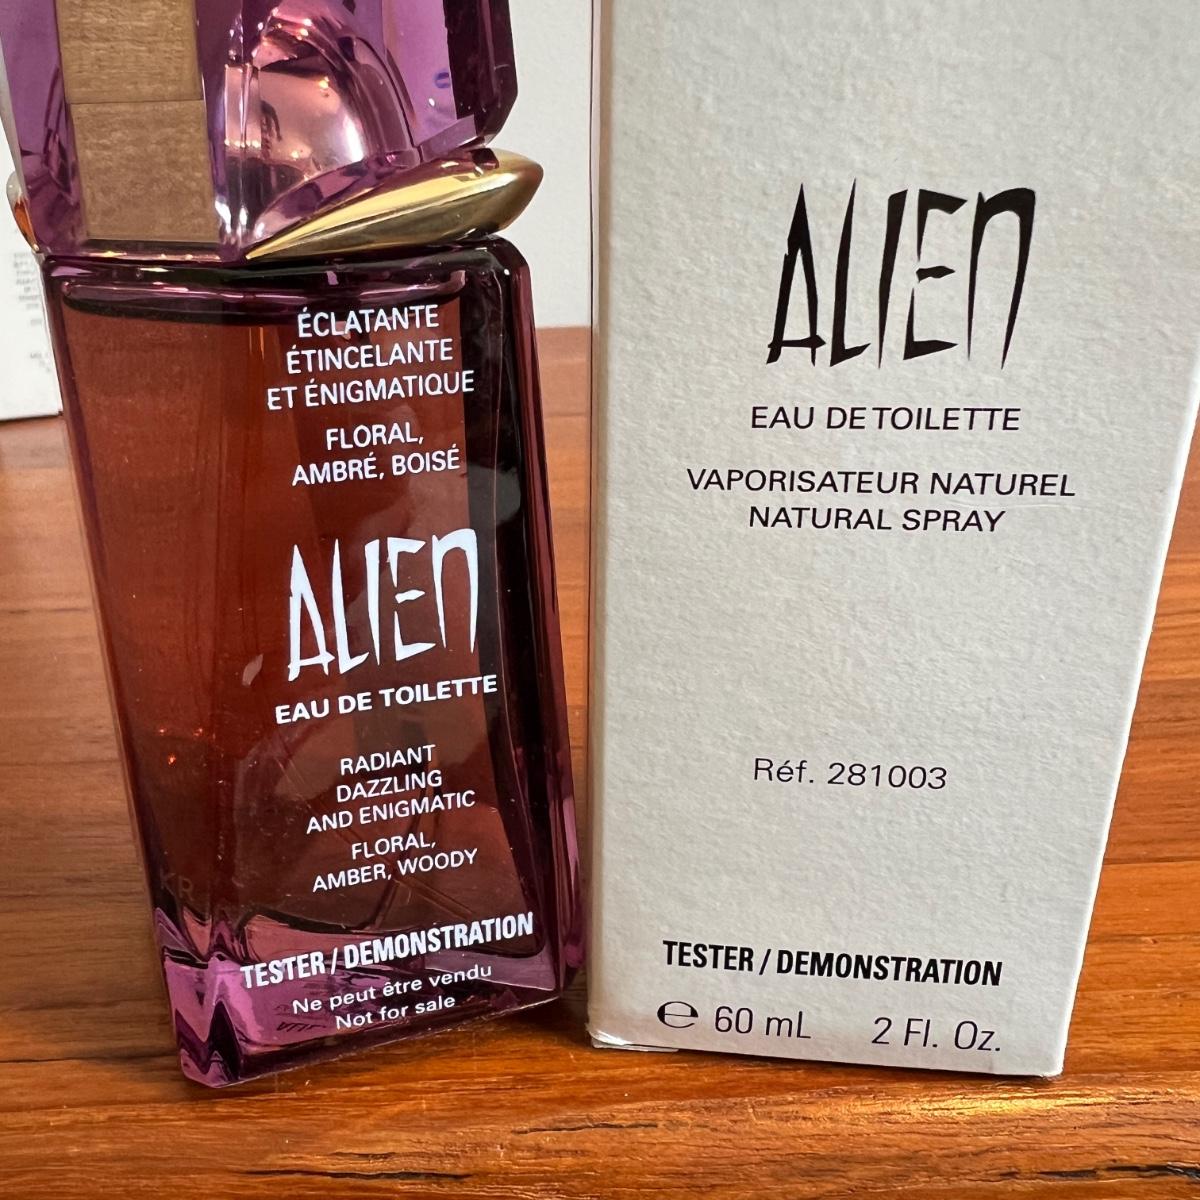 ÉCLATANTE
ÉTINCELANTE
ET ÉNIGMATIQUE
FLORAL,
AMBRÉ, BOISÉ
ALIEN
EAU DE TOILETTE
RADIANT
DAZZLING
AND ENIGMATIC
FLORAL,
AMBER, WOODY
TESTER / DEMONSTRATION
Ne peut être vendu
Not for sale
KR
ALIEN
EAU DE TOILETTE
VAPORISATEUR NATUREL
NATURAL SPRAY
Réf. 281003
TESTER / DEMONSTRATION
℮ 60 mL 2 Fl. Oz.